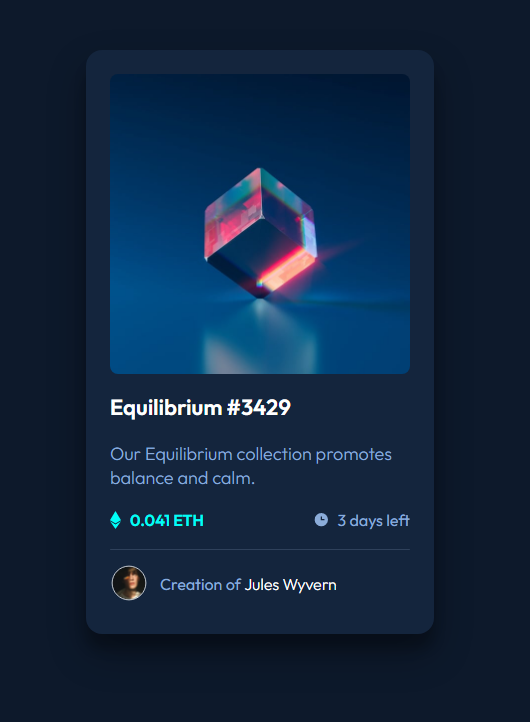 Equilibrium #3429
Our Equilibrium collection promotes
balance and calm.
0.041 ETH
3 days left
Creation of Jules Wyvern